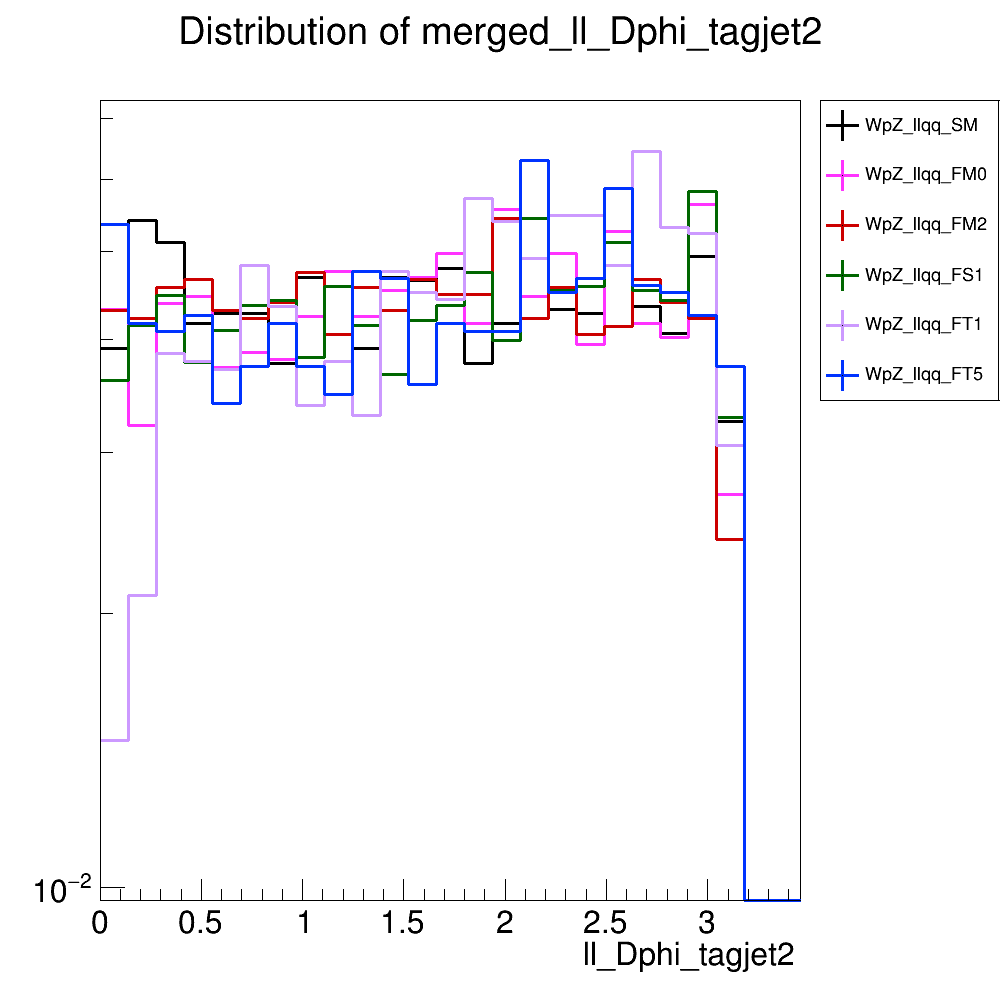 Distribution of merged_ll_Dphi_tagjet2
WpZ_llqq_SM
WpZ_llqq_FM0
WpZ_llqq_FM2
WpZ_llqq_FS1
WpZ_llqq_FT1
WpZ_llqq_FT5
10−2
0 0.5 1 1.5 2 2.5 3
ll_Dphi_tagjet2